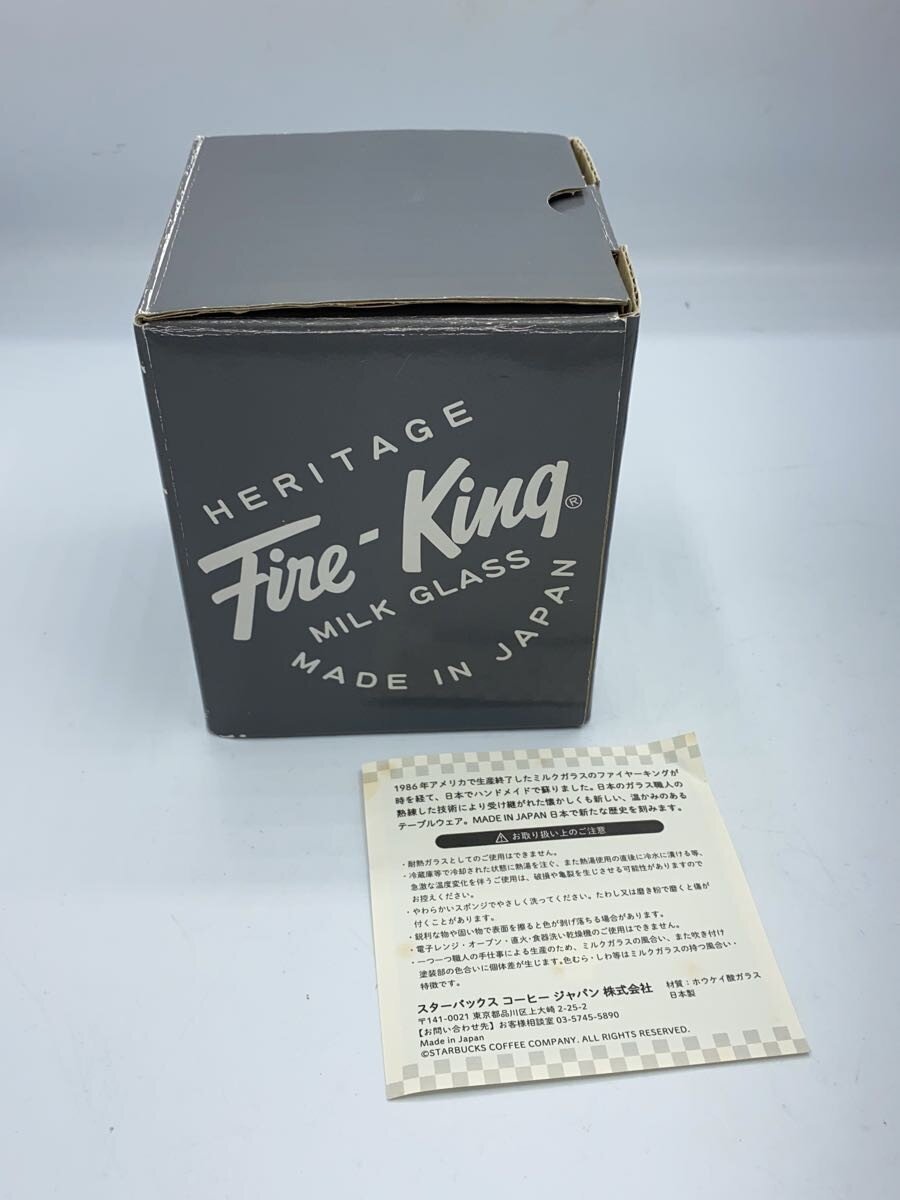 HERITAGE
Fire-King®
MILK GLASS
MADE IN JAPAN
1986年アメリカで生産終了したミルクガラスのファイヤーキングが
時を経て、日本でハンドメイドで蘇りました。日本のガラス職人の
熟練した技術により受け継がれた懐かしくも新しい、温かみのある
テーブルウェア。MADE IN JAPAN 日本で新たな歴史を刻みます。
⚠ お取り扱い上のご注意
・耐熱ガラスとしてのご使用はできません。
・冷蔵庫等で冷却された状態に熱湯を注ぐ、また熱湯使用の直後に冷水に漬ける等、
急激な温度変化を伴うご使用は、破損や亀裂を生じさせる可能性がありますので
お控えください。
・やわらかいスポンジでやさしく洗ってください。たわし又は磨き粉で磨くと傷が
付くことがあります。
・鋭利な物や固い物で表面を擦ると色が剥げ落ちる場合があります。
・電子レンジ・オーブン・直火・食器洗い乾燥機のご使用はできません。
・一つ一つ職人の手仕事による生産のため、ミルクガラスの風合い、また吹き付け
塗装部の色合いに個体差が生じます。色むら・しわ等はミルクガラスの持つ風合い・
特徴です。
スターバックス コーヒー ジャパン 株式会社
材質：ホウケイ酸ガラス
日本製
〒141-0021 東京都品川区上大崎 2-25-2
【お問い合わせ先】お客様相談室 03-5745-5890
Made in Japan
©STARBUCKS COFFEE COMPANY. ALL RIGHTS RESERVED.